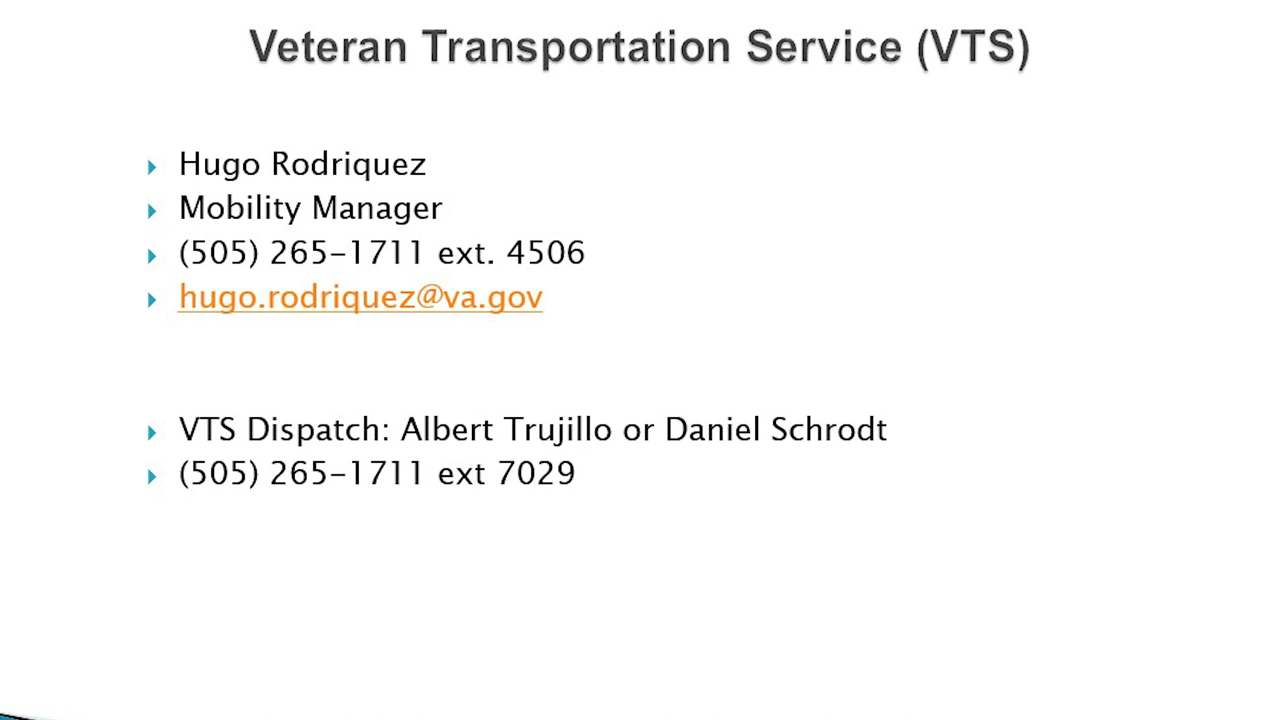 Veteran Transportation Service (VTS)
Hugo Rodriquez
Mobility Manager
(505) 265-1711 ext. 4506
hugo.rodriquez@va.gov
VTS Dispatch: Albert Trujillo or Daniel Schrodt
(505) 265-1711 ext 7029